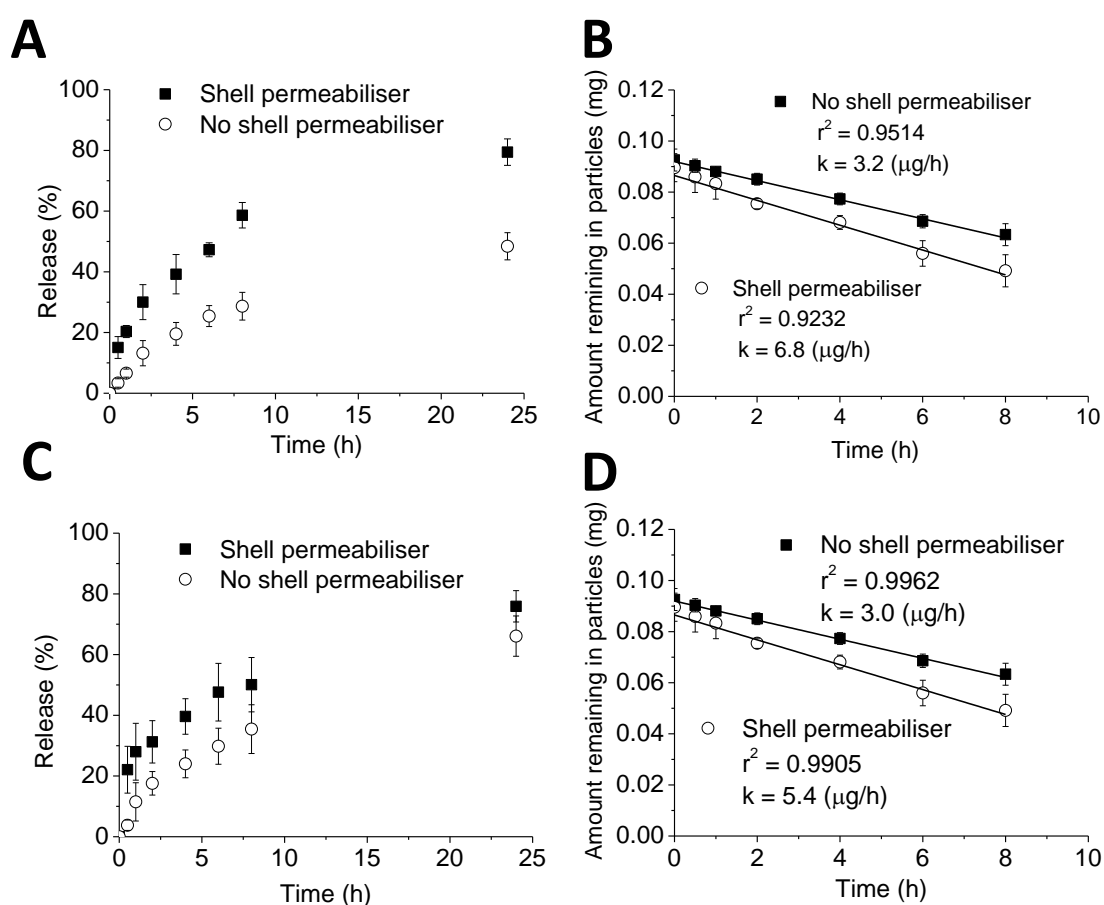 A
Release (%)
100
80
60
40
20
0
Shell permeabiliser
No shell permeabiliser
0 5 10 15 20 25
Time (h)
B
Amount remining in particles (mg)
0.12
0.10
0.08
0.06
0.04
0.02
0.00
No shell permeabiliser
r² = 0.9514
k = 3.2 (μg/h)
Shell permeabiliser
r² = 0.9232
k = 6.8 (μg/h)
0 2 4 6 8 10
Time (h)
C
Release (%)
100
80
60
40
20
0
Shell permeabiliser
No shell permeabiliser
0 5 10 15 20 25
Time (h)
D
Amount remaining in particles (mg)
0.12
0.10
0.08
0.06
0.04
0.02
0.00
No shell permeabiliser
r² = 0.9962
k = 3.0 (μg/h)
Shell permeabiliser
r² = 0.9905
k = 5.4 (μg/h)
0 2 4 6 8 10
Time (h)